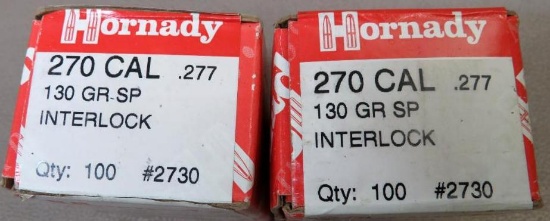 Hornady
270 CAL .277
130 GR SP
INTERLOCK
Qty: 100 #2730
Hornady
270 CAL .277
130 GR SP
INTERLOCK
Qty: 100 #2730